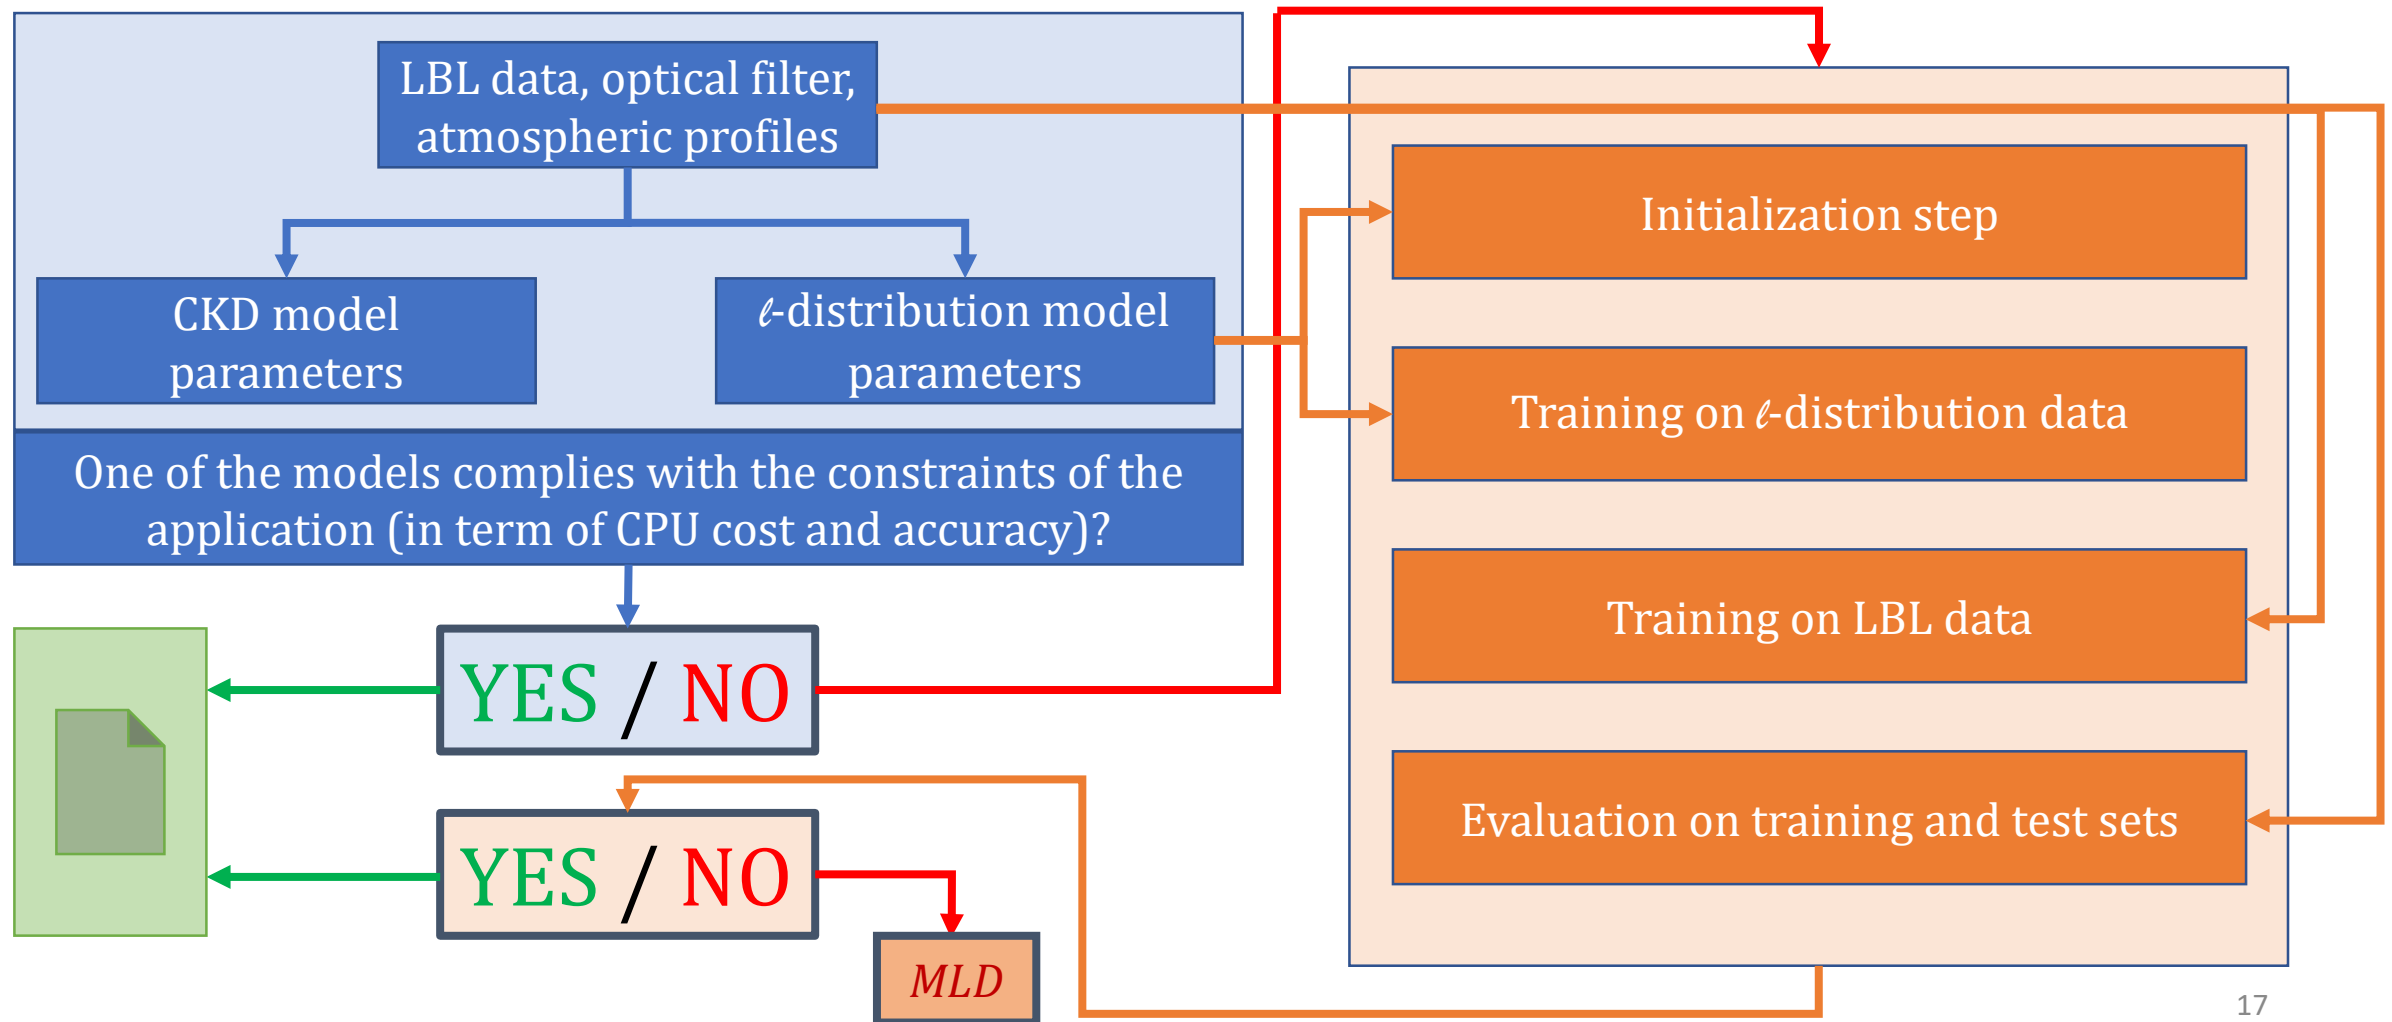 LBL data, optical filter,
atmospheric profiles
CKD model
parameters
ℓ-distribution model
parameters
One of the models complies with the constraints of the
application (in term of CPU cost and accuracy)?
YES / NO
YES / NO
MLD
Initialization step
Training on ℓ-distribution data
Training on LBL data
Evaluation on training and test sets
17